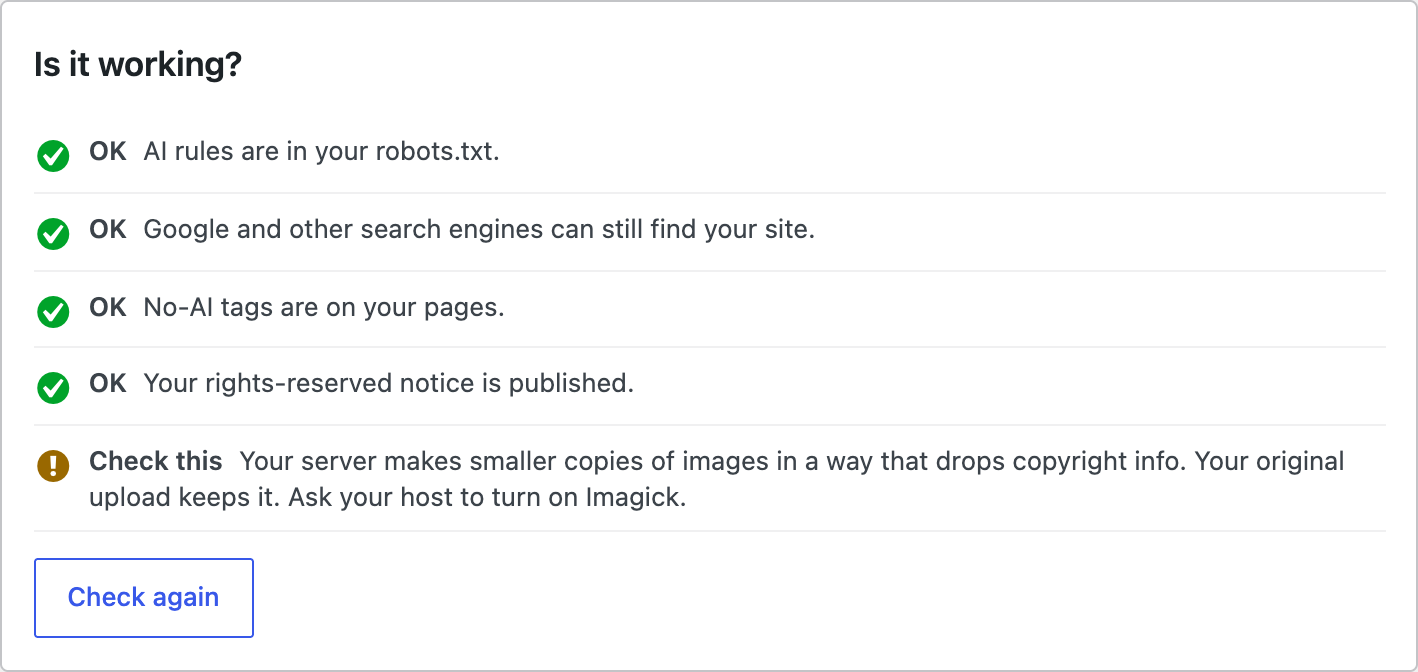 Is it working?
OK AI rules are in your robots.txt.
OK Google and other search engines can still find your site.
OK No-AI tags are on your pages.
OK Your rights-reserved notice is published.
Check this Your server makes smaller copies of images in a way that drops copyright info. Your original
upload keeps it. Ask your host to turn on Imagick.
Check again